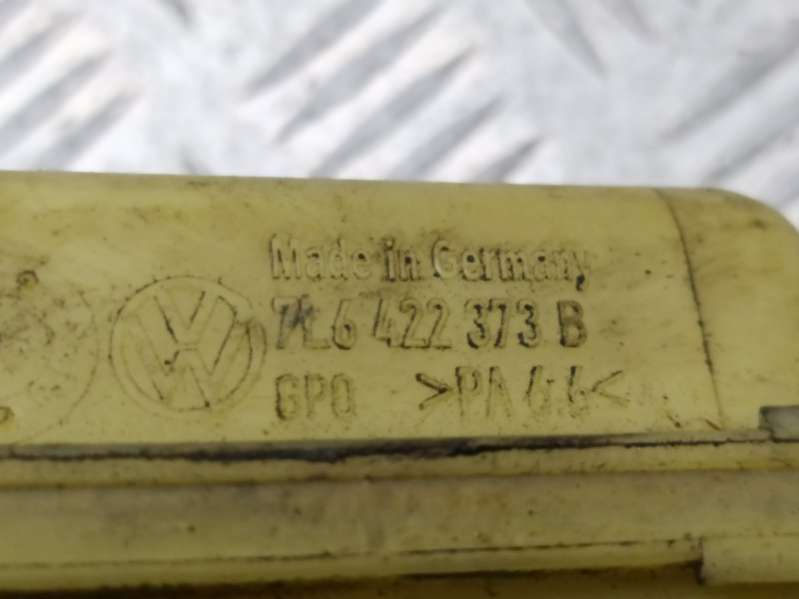 Made in Germany
7L6 422 373 B
GPO >PA 6.6<